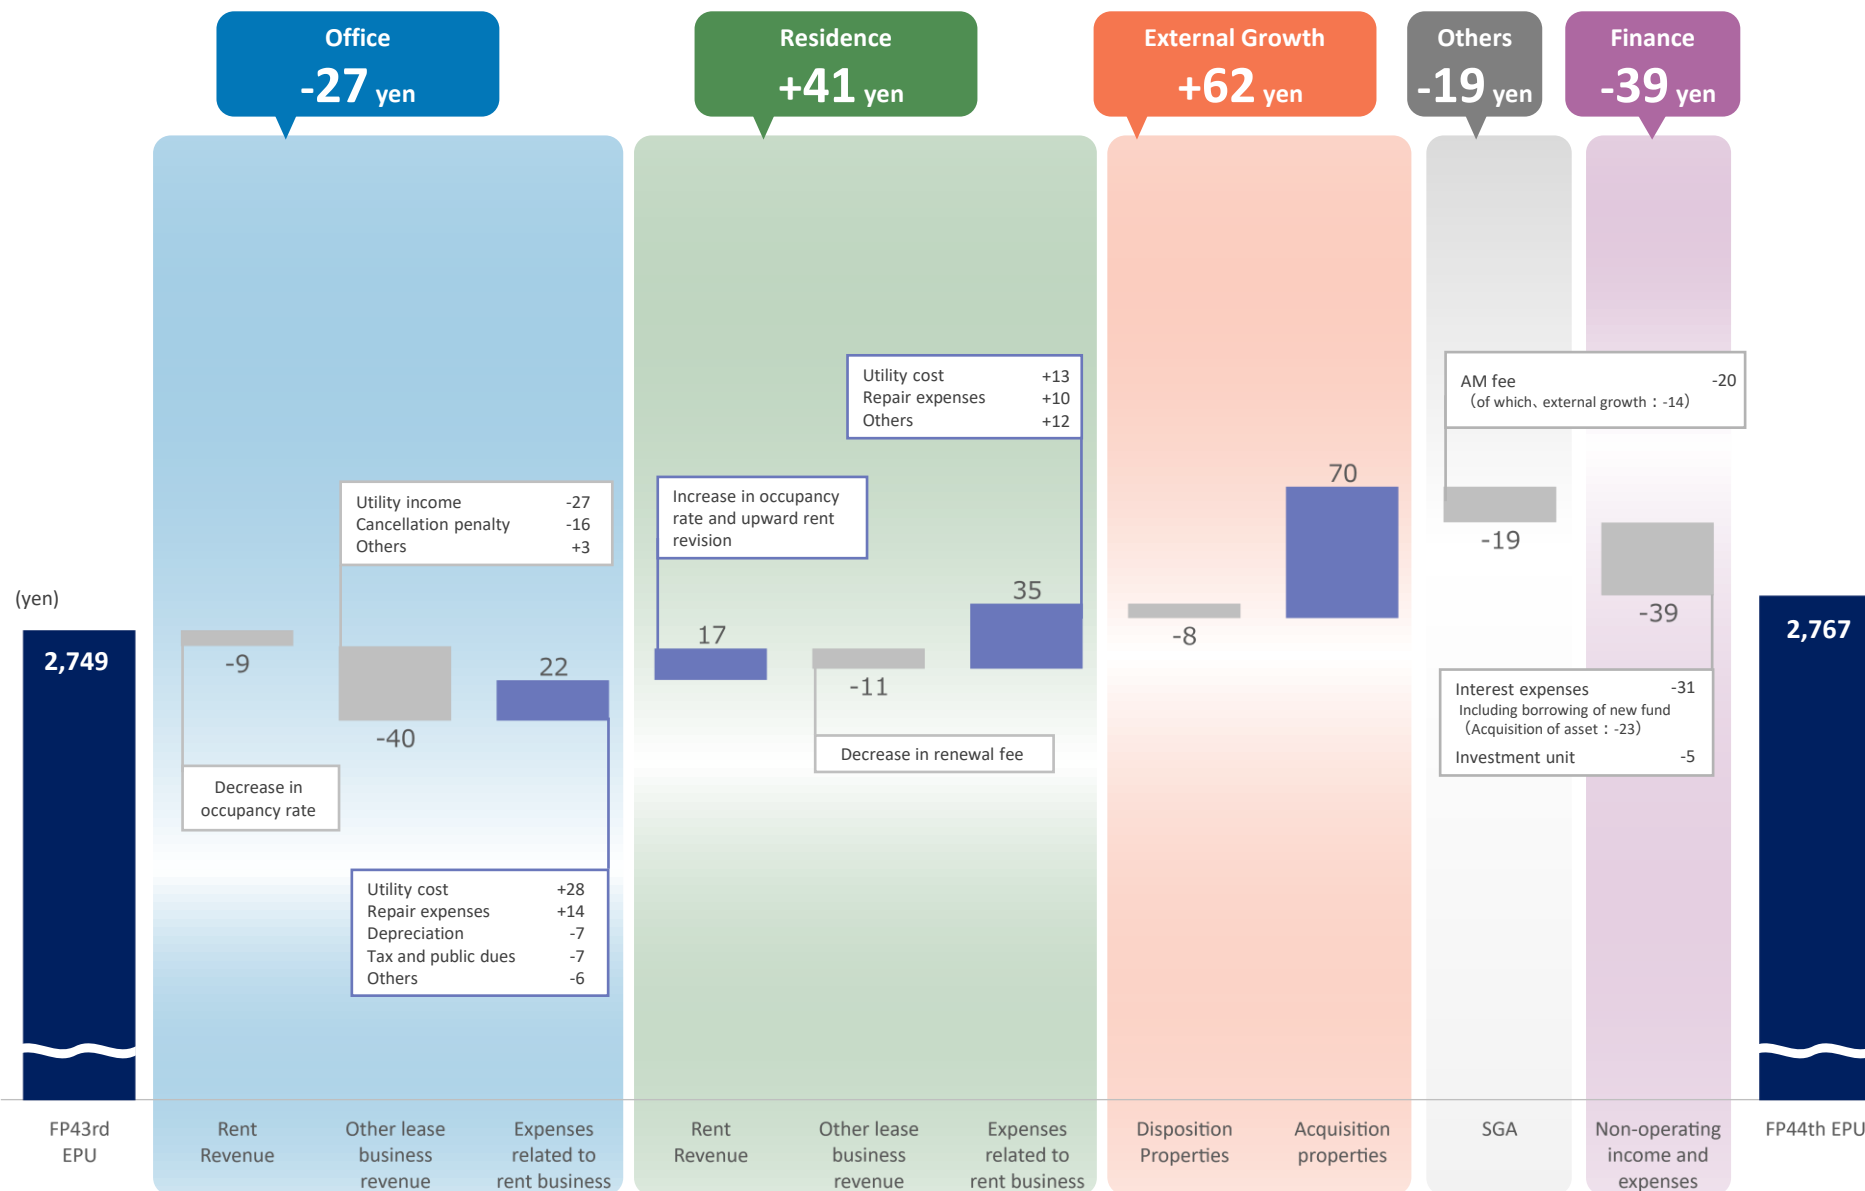 Office
-27 yen
Residence
+41 yen
External Growth
+62 yen
Others
-19 yen
Finance
-39 yen
Utility cost +13
Repair expenses +10
Others +12
AM fee -20
（of which、external growth：-14）
Increase in occupancy
rate and upward rent
revision
Utility income -27
Cancellation penalty -16
Others +3
(yen)
2,749
-9
-40
22
17
-11
35
-8
70
-19
-39
2,767
Decrease in
occupancy rate
Decrease in renewal fee
Interest expenses -31
Including borrowing of new fund
（Acquisition of asset：-23）
Investment unit -5
Utility cost +28
Repair expenses +14
Depreciation -7
Tax and public dues -7
Others -6
FP43rd
EPU
Rent
Revenue
Other lease
business
revenue
Expenses
related to
rent business
Rent
Revenue
Other lease
business
revenue
Expenses
related to
rent business
Disposition
Properties
Acquisition
properties
SGA
Non-operating
income and
expenses
FP44th EPU